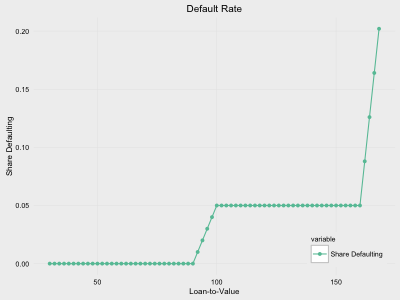 Default Rate
Share Defaulting
0.20
0.15
0.10
0.05
0.00
50
100
150
Loan-to-Value
variable
Share Defaulting